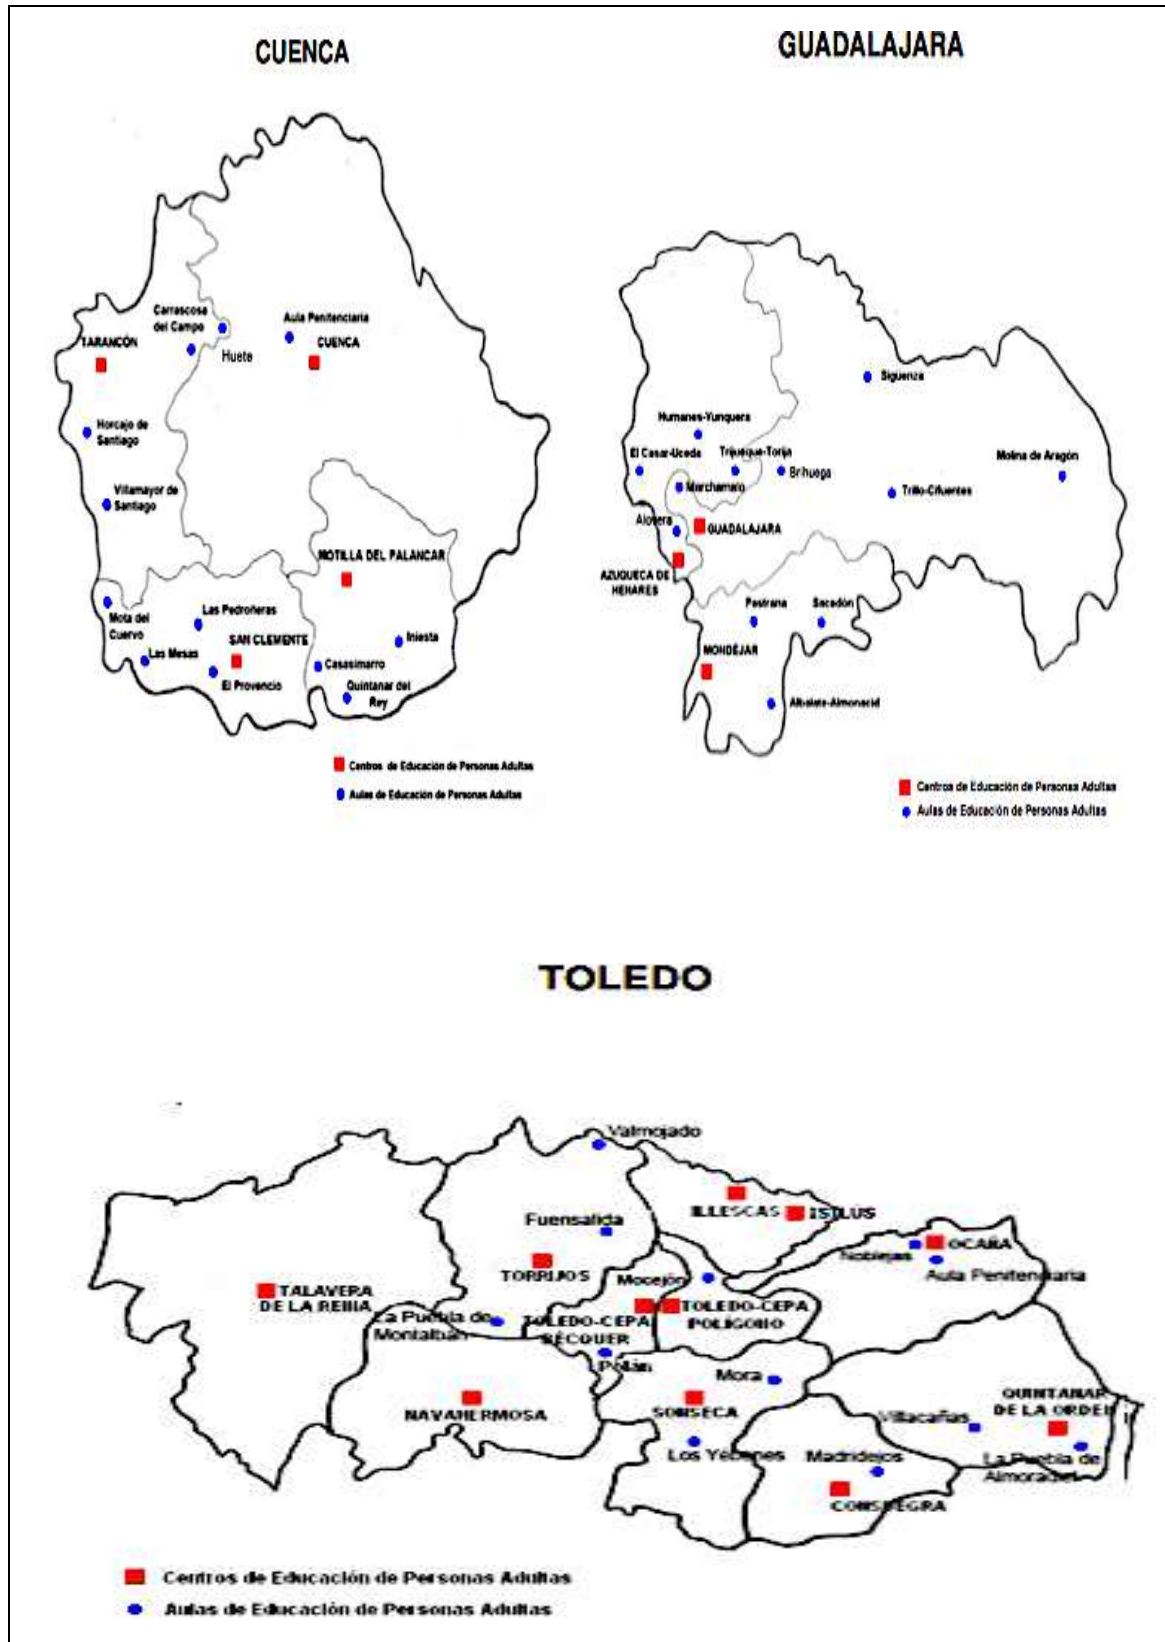 CUENCA
Carrascosa
del Campo
Aula Penitenciaria
TARANCÓN
Huete
CUENCA
Horcajo de
Santiago
Villamayor de
Santiago
MOTILLA DEL PALANCAR
Mota del
Cuervo
Las Pedroñeras
SAN CLEMENTE
Iniesta
Las Mesas
Casasimarro
El Provencio
Quintanar del
Rey
Centros de Educación de Personas Adultas
Aulas de Educación de Personas Adultas
GUADALAJARA
Siguenza
Humanes-Yunquera
El Casar-Uceda
Trijueque-Torija
Brihuega
Molina de Aragón
Marchamalo
Trillo-Cifuentes
Alovera
GUADALAJARA
AZUQUECA DE
HENARES
Pastrana
Sacedón
MONDÉJAR
Albalate-Almonacid
Centros de Educación de Personas Adultas
Aulas de Educación de Personas Adultas
TOLEDO
Valmojado
ILLESCAS
Fuensalida
Noblejas
OCAÑA
Aula Penitenciaria
TORRIJOS
Mocejón
TALAVERA
DE LA REINA
La Puebla de
Montalbán
TOLEDO-CEPA
BÉCQUER
TOLEDO-CEPA
POLÍGONO
Polán
Mora
NAVAHERMOSA
SONSECA
QUINTANAR
DE LA ORDEN
Villacañas
Los Yébenes
Madridejos
La Puebla de
Almoradiel
CONSUEGRA
Centros de Educación de Personas Adultas
Aulas de Educación de Personas Adultas